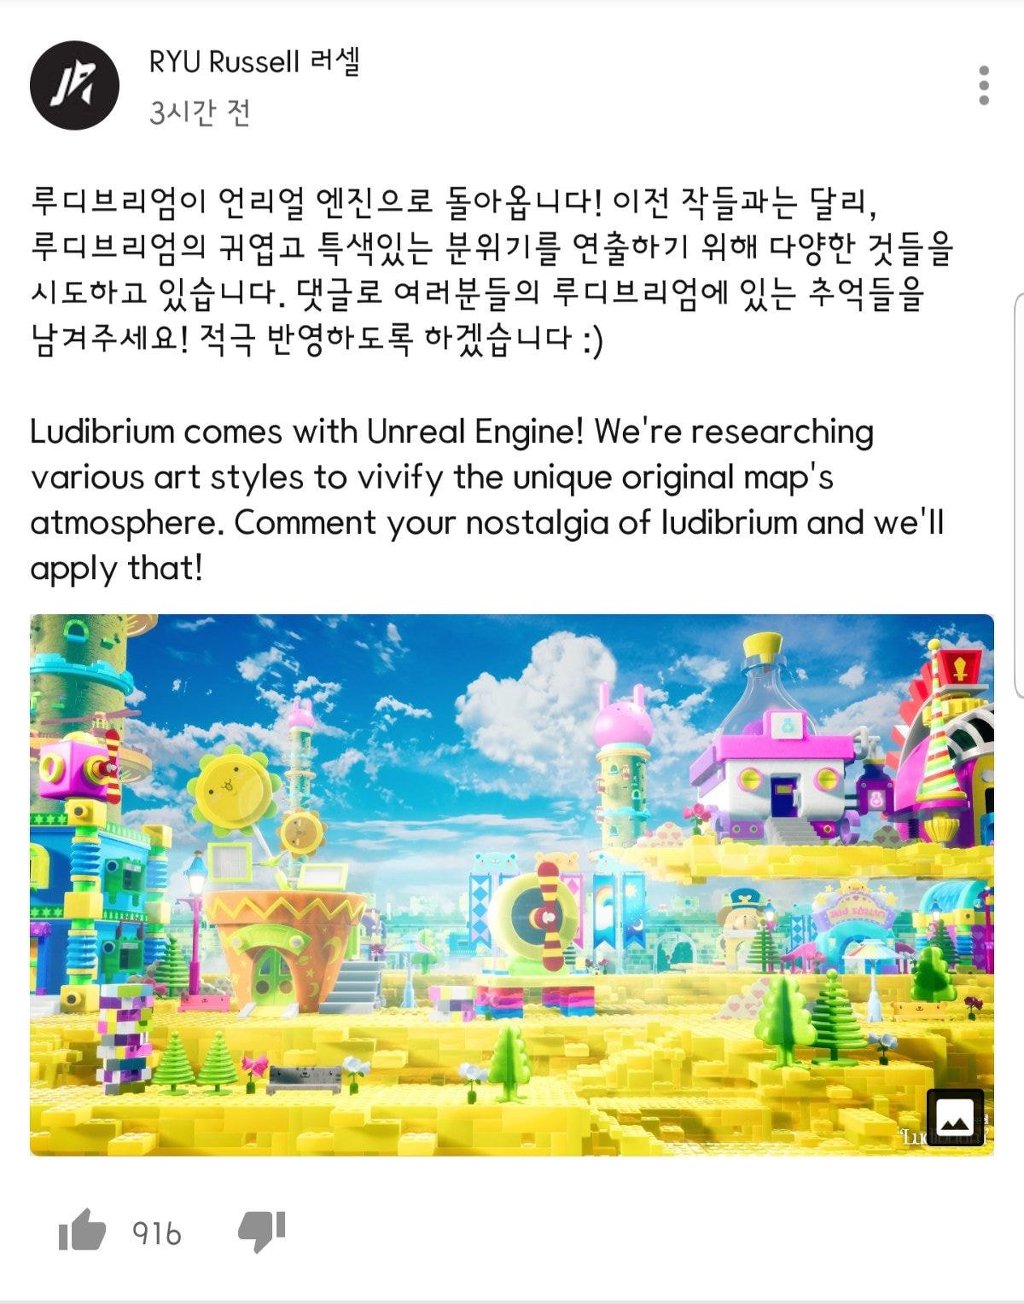 RYU Russell 러셀
3시간 전
루디브리엄이 언리얼 엔진으로 돌아옵니다! 이전 작들과는 달리,
루디브리엄의 귀엽고 특색있는 분위기를 연출하기 위해 다양한 것들을
시도하고 있습니다. 댓글로 여러분들의 루디브리엄에 있는 추억들을
남겨주세요! 적극 반영하도록 하겠습니다 :)
Ludibrium comes with Unreal Engine! We're researching
various art styles to vivify the unique original map's
atmosphere. Comment your nostalgia of ludibrium and we'll
apply that!
916